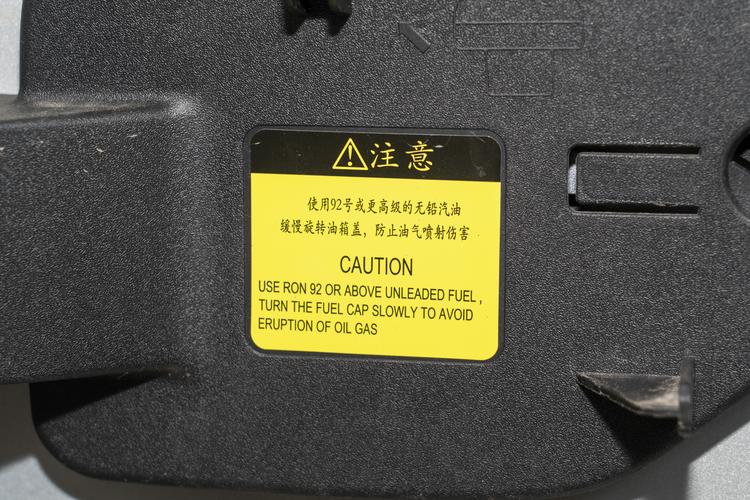 注意
使用92号或更高级的无铅汽油
缓慢旋转油箱盖，防止油气喷射伤害
CAUTION
USE RON 92 OR ABOVE UNLEADED FUEL ,
TURN THE FUEL CAP SLOWLY TO AVOID
ERUPTION OF OIL GAS